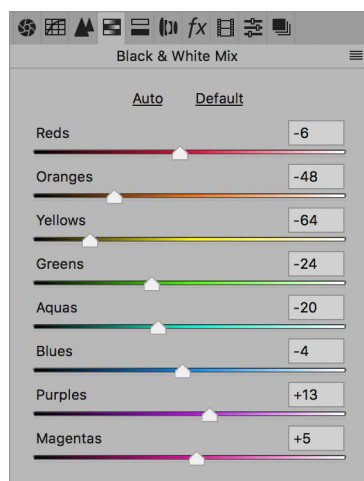 fx
Black & White Mix
Auto Default
Reds -6
Oranges -48
Yellows -64
Greens -24
Aquas -20
Blues -4
Purples +13
Magentas +5